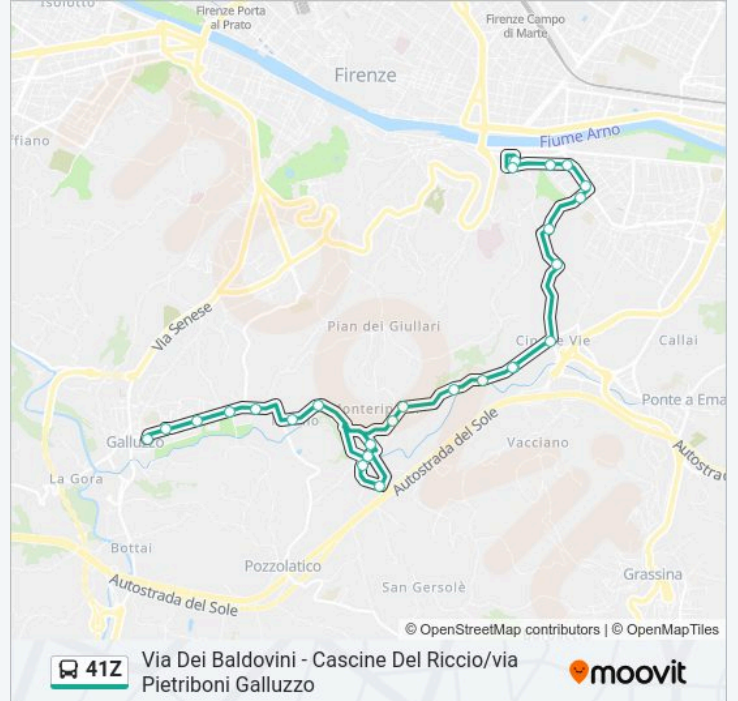 Isolotto
Firenze Porta
al Prato
Firenze Campo
di Marte
Firenze
Fiume Arno
ffiano
Via Senese
Pian dei Giullari
Callai
Ponte a Ema
Galluzzo
Autostrada del Sole
Vacciano
Autostra
La Gora
Bottai
Pozzolatico
Autostrada del Sole
San Gersolè
Grassina
© OpenStreetMap contributors | © OpenMapTiles
41Z
Via Dei Baldovini - Cascine Del Riccio/via
Pietriboni Galluzzo
moovit